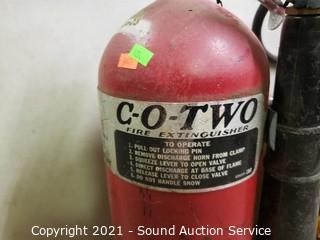 C-O-TWO
FIRE EXTINGUISHER
TO OPERATE
1. PULL OUT LOCKING PIN
2. REMOVE DISCHARGE HORN FROM CLAMP
3. SQUEEZE LEVER TO OPEN VALVE
4. DIRECT DISCHARGE AT BASE OF FLAME
5. RELEASE LEVER TO CLOSE VALVE
6. DO NOT HANDLE SNOW
Copyright 2021 - Sound Auction Service